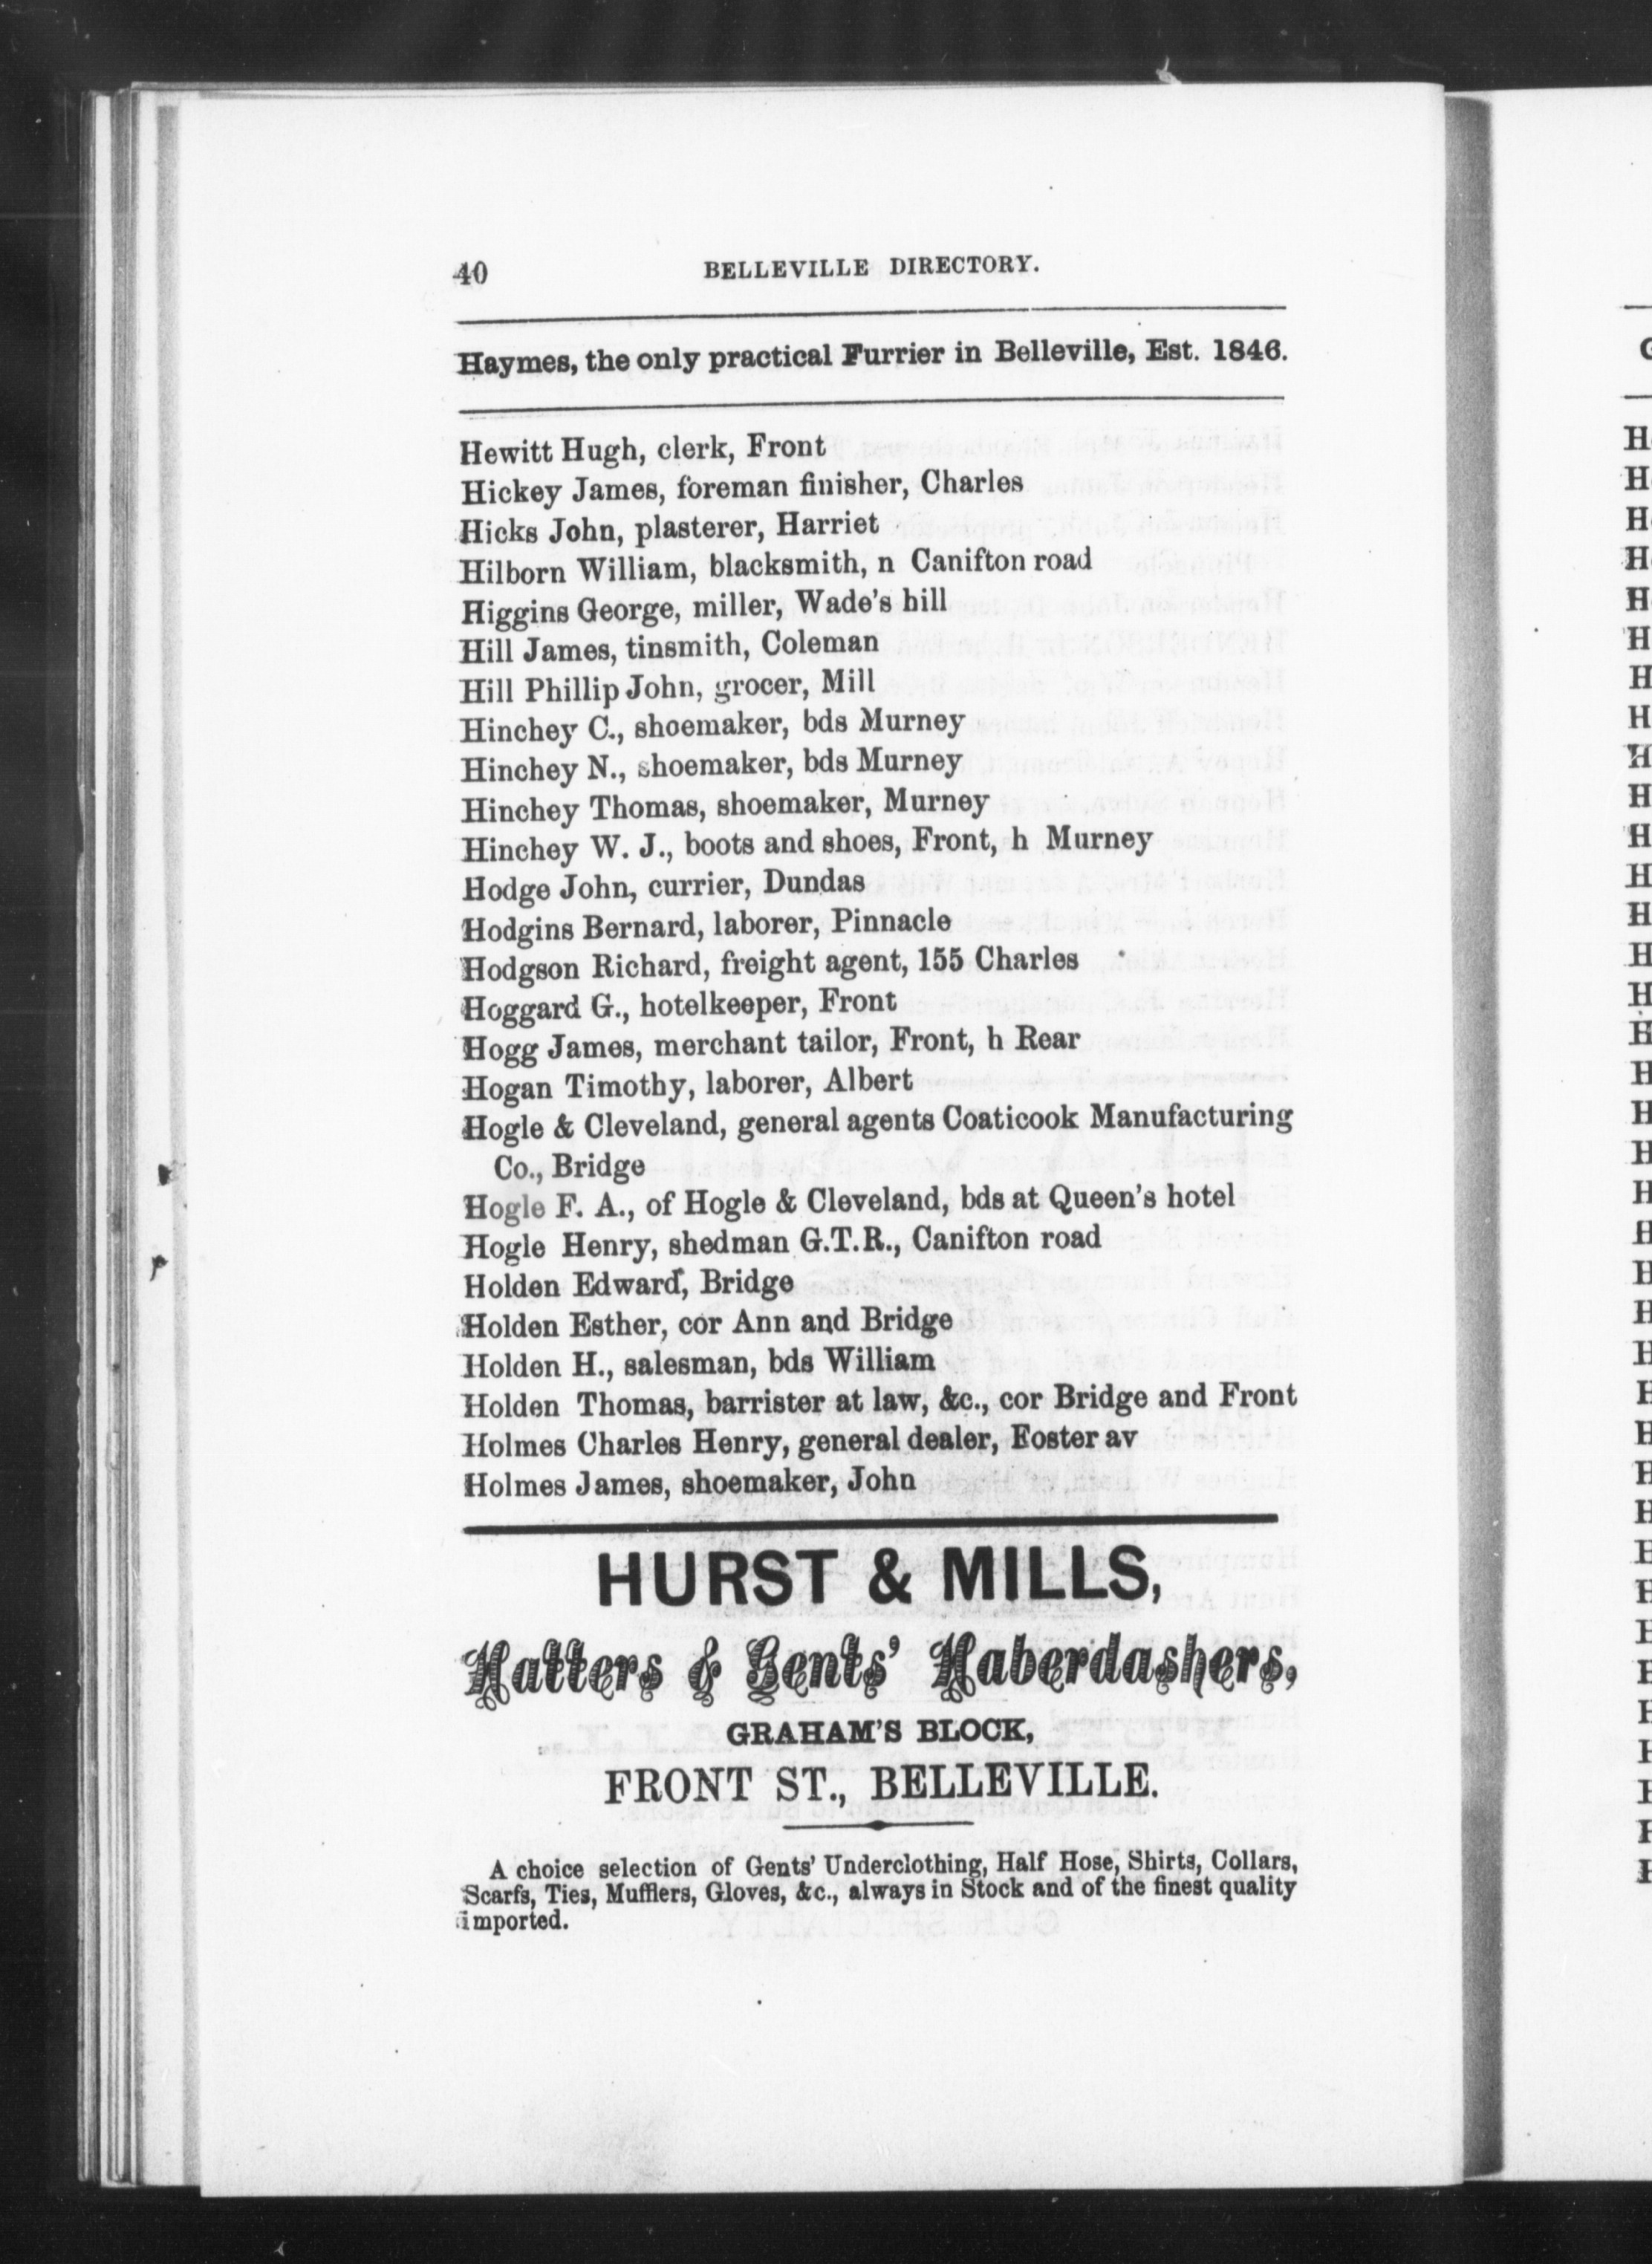 40 BELLEVILLE DIRECTORY.
Haymes, the only practical Furrier in Belleville, Est. 1846.
Hewitt Hugh, clerk, Front
Hickey James, foreman finisher, Charles
Hicks John, plasterer, Harriet
Hilborn William, blacksmith, n Canifton road
Higgins George, miller, Wade's hill
Hill James, tinsmith, Coleman
Hill Phillip John, grocer, Mill
Hinchey C., shoemaker, bds Murney
Hinchey N., shoemaker, bds Murney
Hinchey Thomas, shoemaker, Murney
Hinchey W. J., boots and shoes, Front, h Murney
Hodge John, currier, Dundas
Hodgins Bernard, laborer, Pinnacle
Hodgson Richard, freight agent, 155 Charles
Hoggard G., hotelkeeper, Front
Hogg James, merchant tailor, Front, h Rear
Hogan Timothy, laborer, Albert
Hogle & Cleveland, general agents Coaticook Manufacturing
Co., Bridge
Hogle F. A., of Hogle & Cleveland, bds at Queen's hotel
Hogle Henry, shedman G.T.R., Canifton road
Holden Edward, Bridge
Holden Esther, cor Ann and Bridge
Holden H., salesman, bds William
Holden Thomas, barrister at law, &c., cor Bridge and Front
Holmes Charles Henry, general dealer, Foster av
Holmes James, shoemaker, John
HURST & MILLS,
Hatters & Gents' Haberdashers,
GRAHAM'S BLOCK,
FRONT ST., BELLEVILLE.
A choice selection of Gents' Underclothing, Half Hose, Shirts, Collars,
Scarfs, Ties, Mufflers, Gloves, &c., always in Stock and of the finest quality
imported.